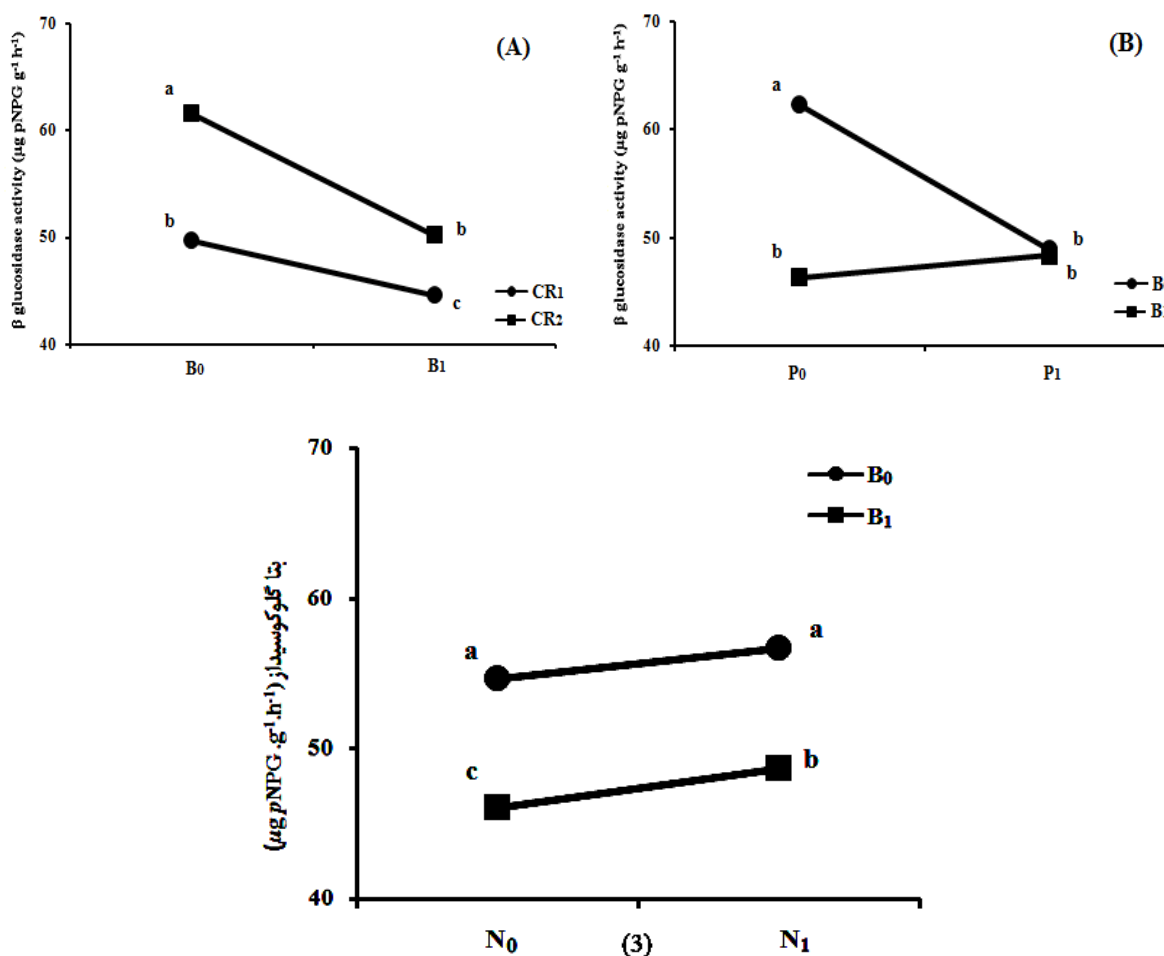 β glucosidase activity (µg pNPG g-1 h-1)
70
60
50
40
(A)
a
b
b
c
CR1
CR2
B0
B1
β glucosidase activity (µg pNPG g-1 h-1)
70
60
50
40
(B)
a
b
b
b
B
B
P0
P1
بتا گلوکوسیداز (µg pNPG .g-1.h-1)
70
60
50
40
B0
B1
a
a
c
b
N0
(3)
N1